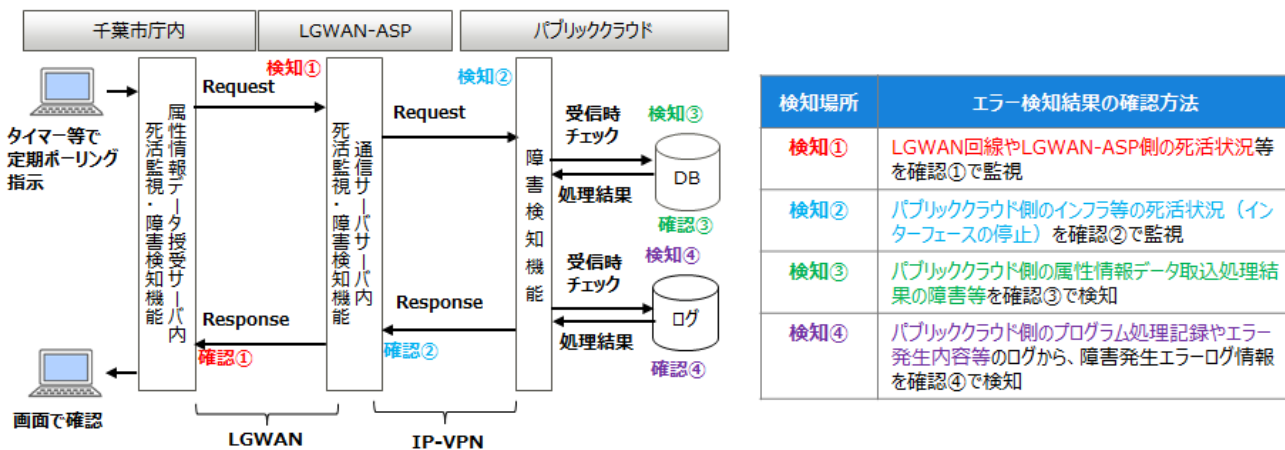 千葉市庁内
LGWAN-ASP
パブリッククラウド
タイマー等で
定期ポーリング
指示
画面で確認
属性情報データ授受サーバ内
死活監視・障害検知機能
Request
検知①
Response
確認①
LGWAN
通信サーバサーバ内
死活監視・障害検知機能
検知②
Request
Response
確認②
IP-VPN
障害検知機能
受信時
チェック
検知③
処理結果
DB
確認③
受信時
チェック
検知④
処理結果
ログ
確認④
検知場所
エラー検知結果の確認方法
検知①
LGWAN回線やLGWAN-ASP側の死活状況等
を確認①で監視
検知②
パブリッククラウド側のインフラ等の死活状況（イン
ターフェースの停止）を確認②で監視
検知③
パブリッククラウド側の属性情報データ取込処理結
果の障害等を確認③で検知
検知④
パブリッククラウド側のプログラム処理記録やエラー
発生内容等のログから、障害発生エラーログ情報
を確認④で検知